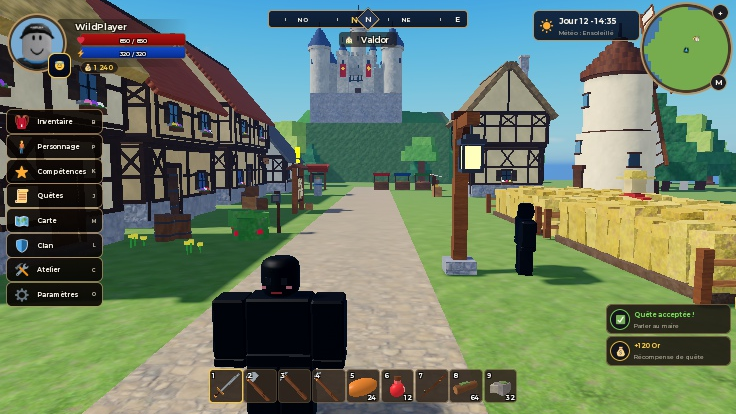 WildPlayer
850 / 850
320 / 320
1 240
NO
N
N
NE
E
Valdor
Jour 12 - 14:35
Météo : Ensoleillé
+
M
Inventaire B
Personnage P
Compétences K
Quêtes J
Carte M
Clan L
Atelier C
Paramètres O
Quête acceptée !
Parler au maire
+120 Or
Récompense de quête
1
2
3
4
5
24
6
12
7
8
64
9
32